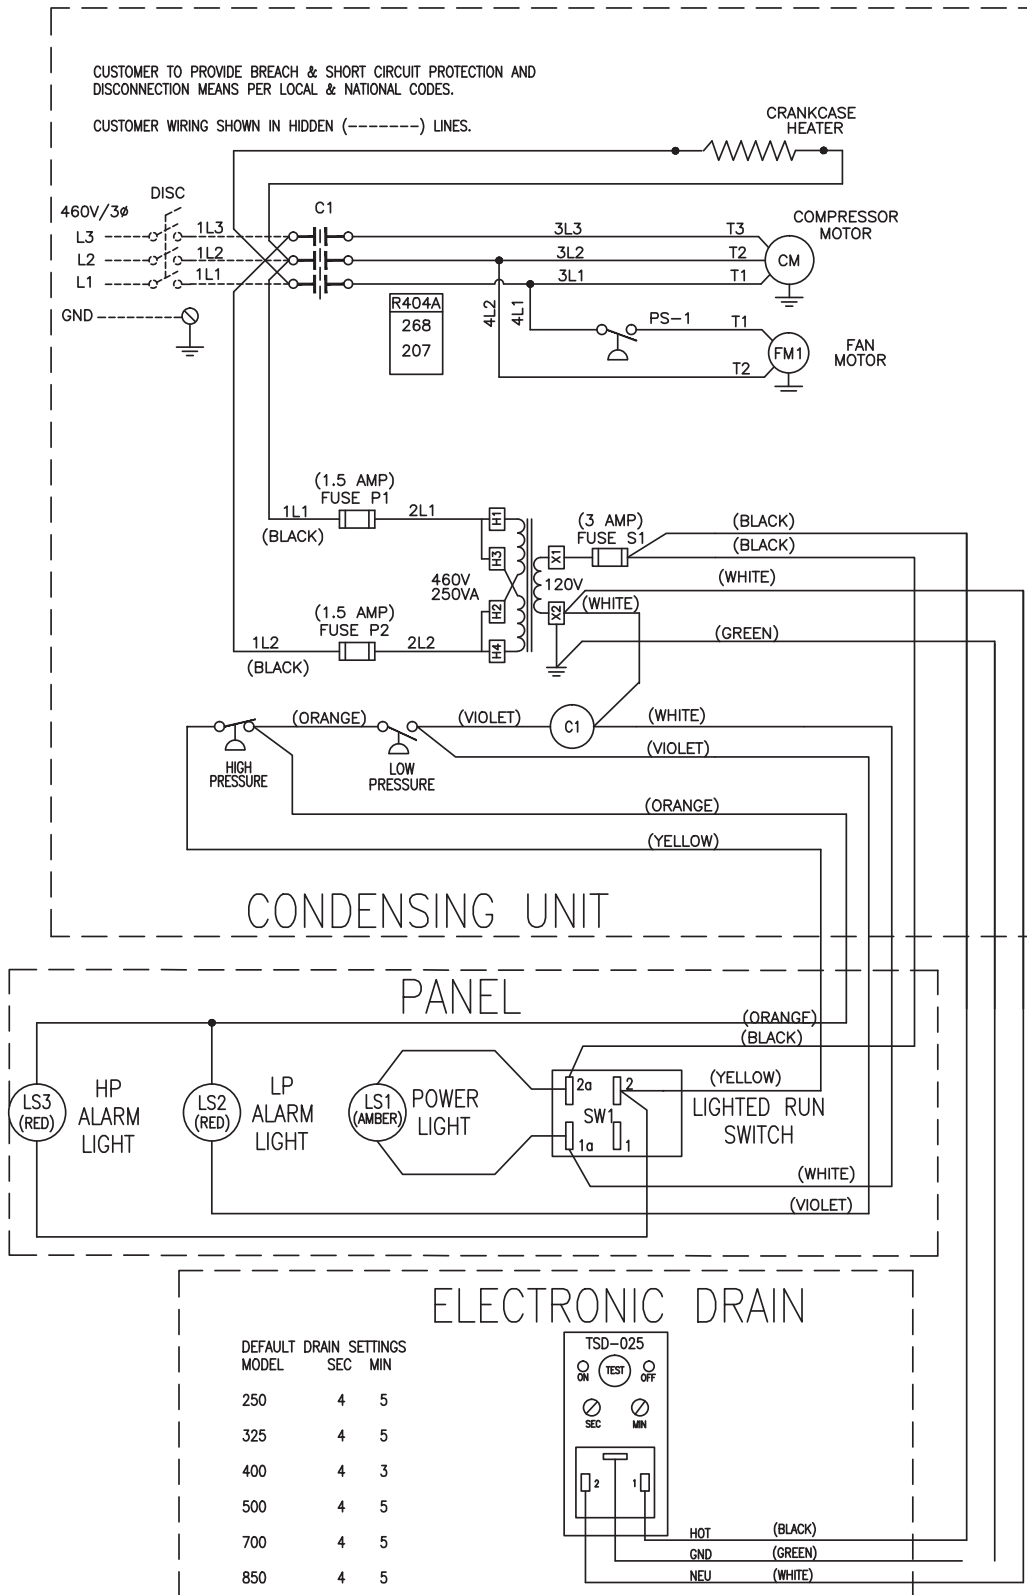 CUSTOMER TO PROVIDE BREACH & SHORT CIRCUIT PROTECTION AND
DISCONNECTION MEANS PER LOCAL & NATIONAL CODES.
CUSTOMER WIRING SHOWN IN HIDDEN (-------) LINES.
CRANKCASE
HEATER
460V/3ø
DISC
C1
L3
1L3
3L3
T3
L2
1L2
3L2
T2
L1
1L1
3L1
T1
COMPRESSOR
MOTOR
CM
GND
R404A
268
207
4L2
4L1
PS-1
T1
T2
FM1
FAN
MOTOR
(1.5 AMP)
FUSE P1
1L1
2L1
(BLACK)
H1
H3
H2
H4
460V
250VA
(1.5 AMP)
FUSE P2
1L2
2L2
(BLACK)
X1
X2
120V
(3 AMP)
FUSE S1
(BLACK)
(BLACK)
(WHITE)
(WHITE)
(GREEN)
(ORANGE)
(VIOLET)
C1
(WHITE)
(VIOLET)
HIGH
PRESSURE
LOW
PRESSURE
(ORANGE)
(YELLOW)
CONDENSING UNIT
PANEL
(ORANGE)
(BLACK)
LS3
(RED)
HP
ALARM
LIGHT
LS2
(RED)
LP
ALARM
LIGHT
LS1
(AMBER)
POWER
LIGHT
2a
2
SW1
1a
1
(YELLOW)
LIGHTED RUN
SWITCH
(WHITE)
(VIOLET)
ELECTRONIC DRAIN
DEFAULT DRAIN SETTINGS
MODEL SEC MIN
250 4 5
325 4 5
400 4 3
500 4 5
700 4 5
850 4 5
TSD-025
ON
TEST
OFF
SEC
MIN
2
1
HOT (BLACK)
GND (GREEN)
NEU (WHITE)